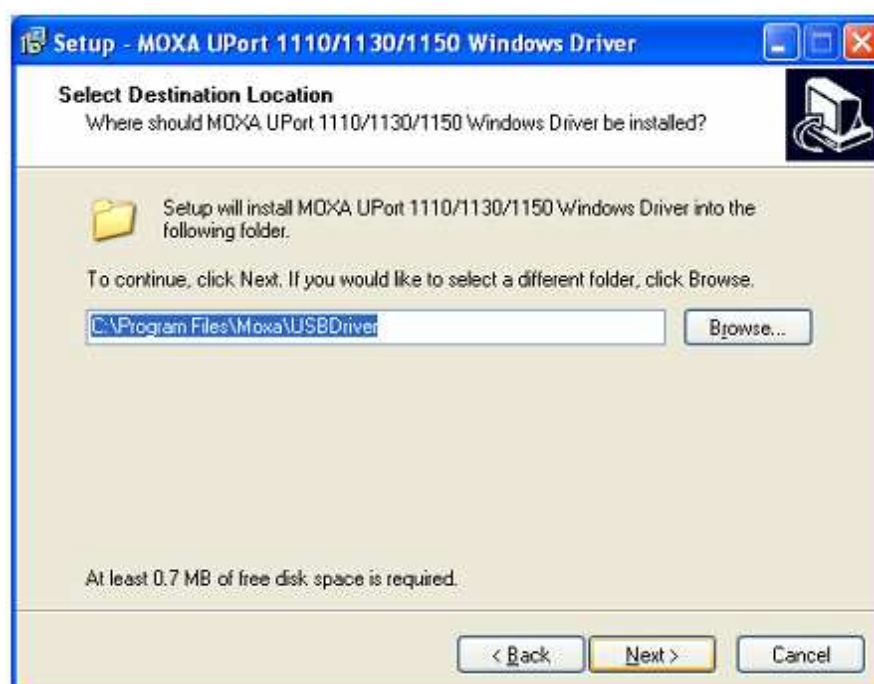 Setup - MOXA UPort 1110/1130/1150 Windows Driver
Select Destination Location
Where should MOXA UPort 1110/1130/1150 Windows Driver be installed?
Setup will install MOXA UPort 1110/1130/1150 Windows Driver into the
following folder.
To continue, click Next. If you would like to select a different folder, click Browse.
C:\Program Files\Moxa\USBDriver
Browse...
At least 0.7 MB of free disk space is required.
< Back
Next >
Cancel